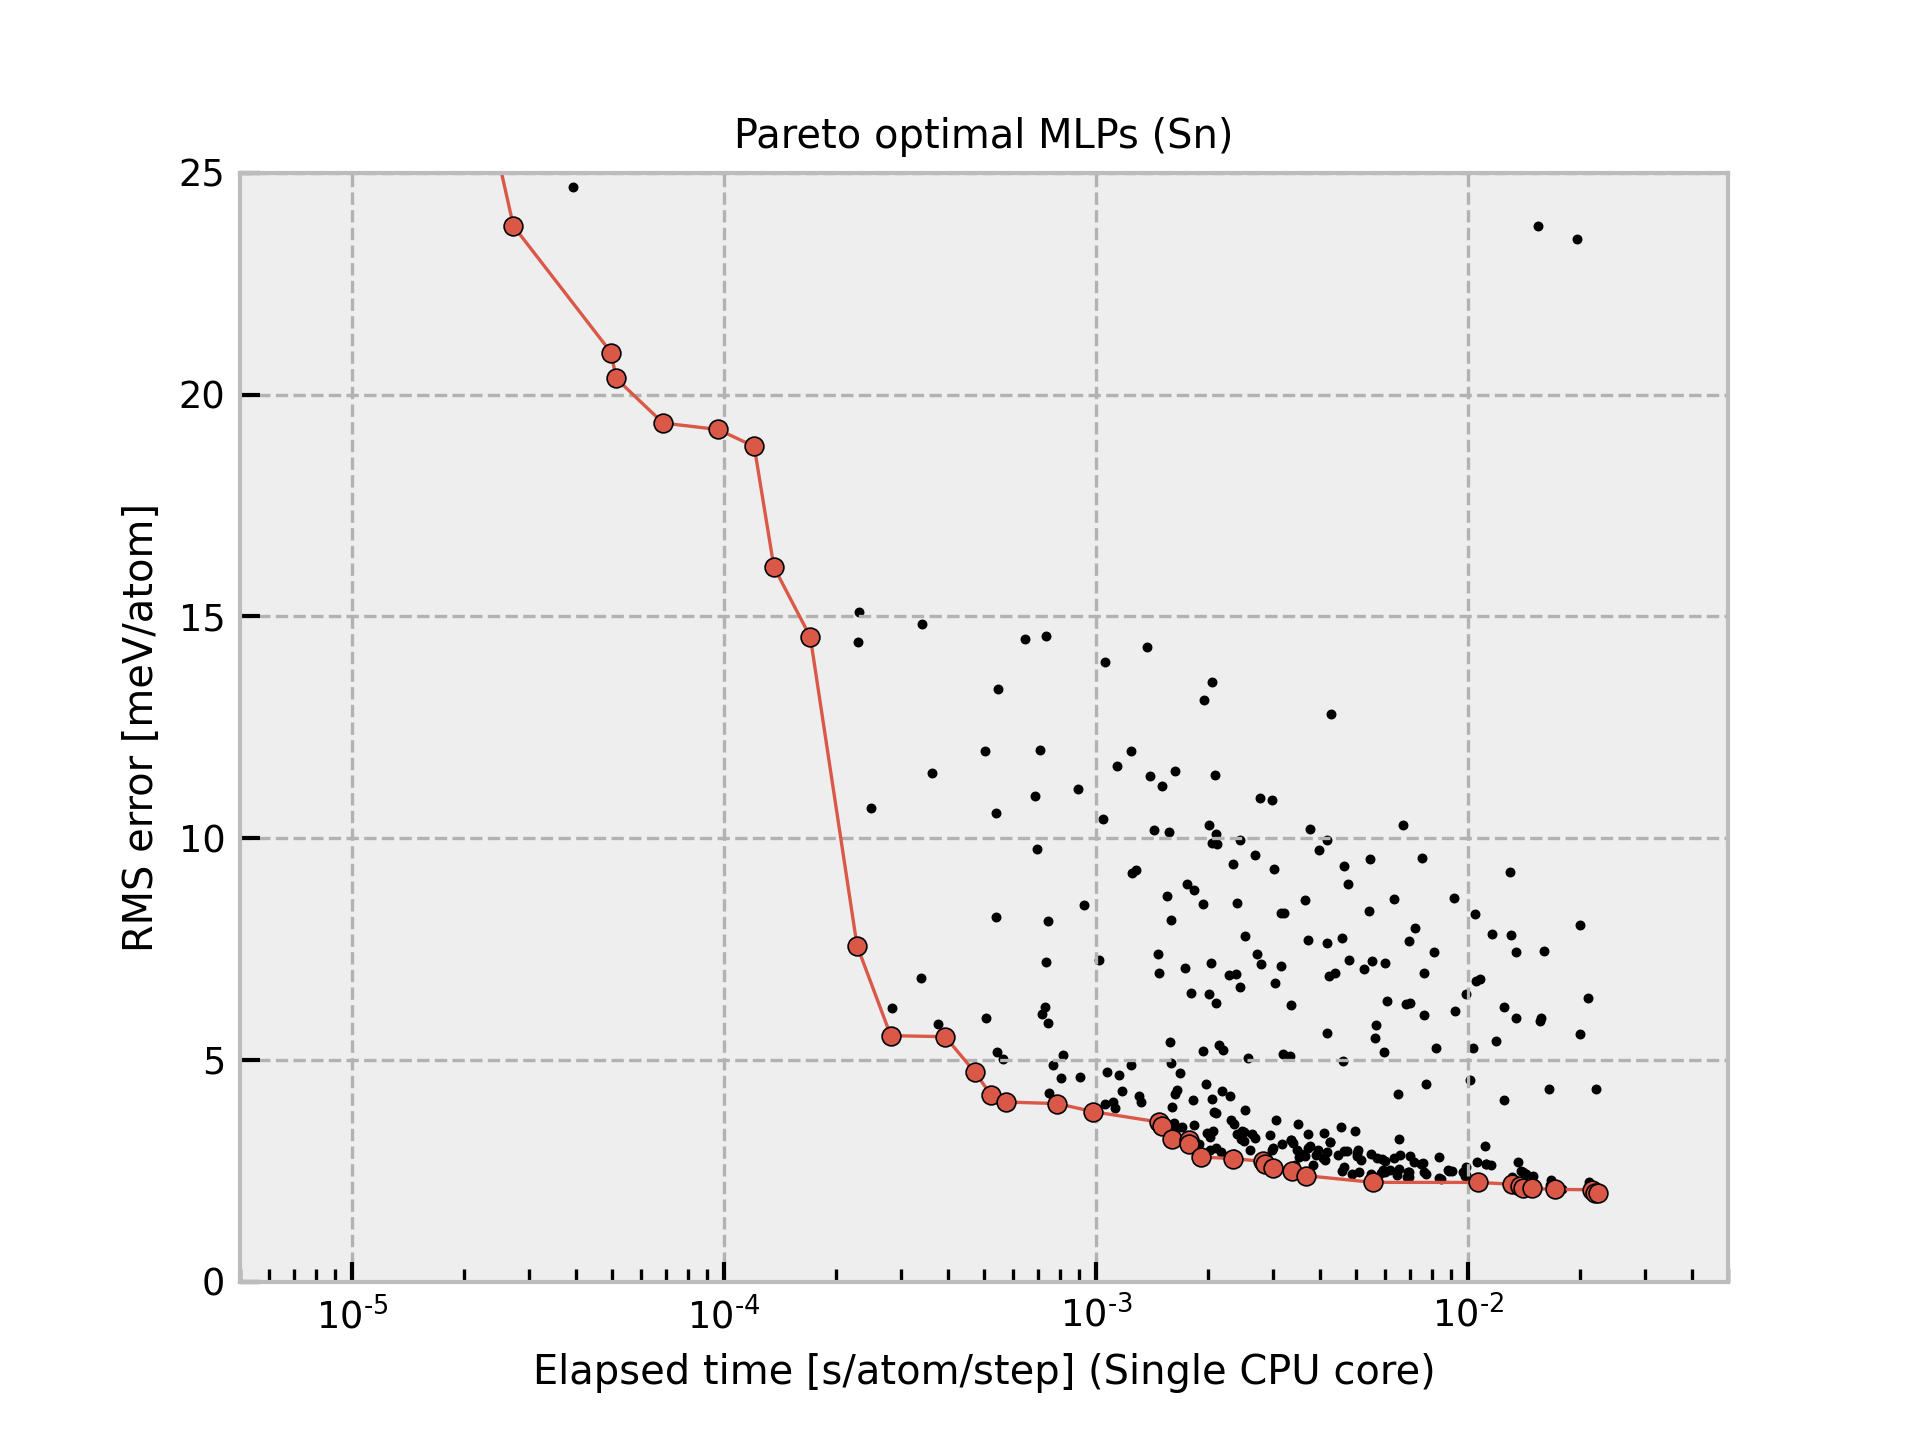 Pareto optimal MLPs (Sn)
25
20
15
10
5
0
RMS error [meV/atom]
10-5 10-4 10-3 10-2
Elapsed time [s/atom/step] (Single CPU core)